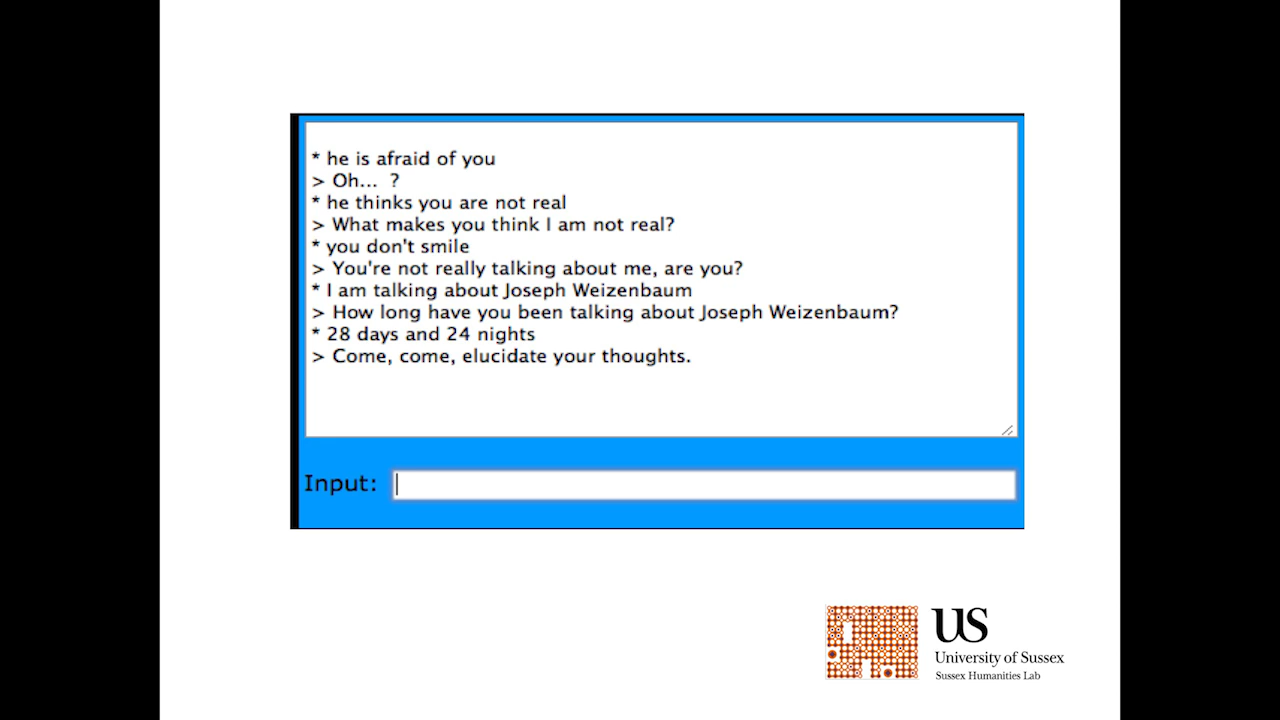 * he is afraid of you
> Oh...  ?
* he thinks you are not real
> What makes you think I am not real?
* you don't smile
> You're not really talking about me, are you?
* I am talking about Joseph Weizenbaum
> How long have you been talking about Joseph Weizenbaum?
* 28 days and 24 nights
> Come, come, elucidate your thoughts.
Input:
US
University of Sussex
Sussex Humanities Lab